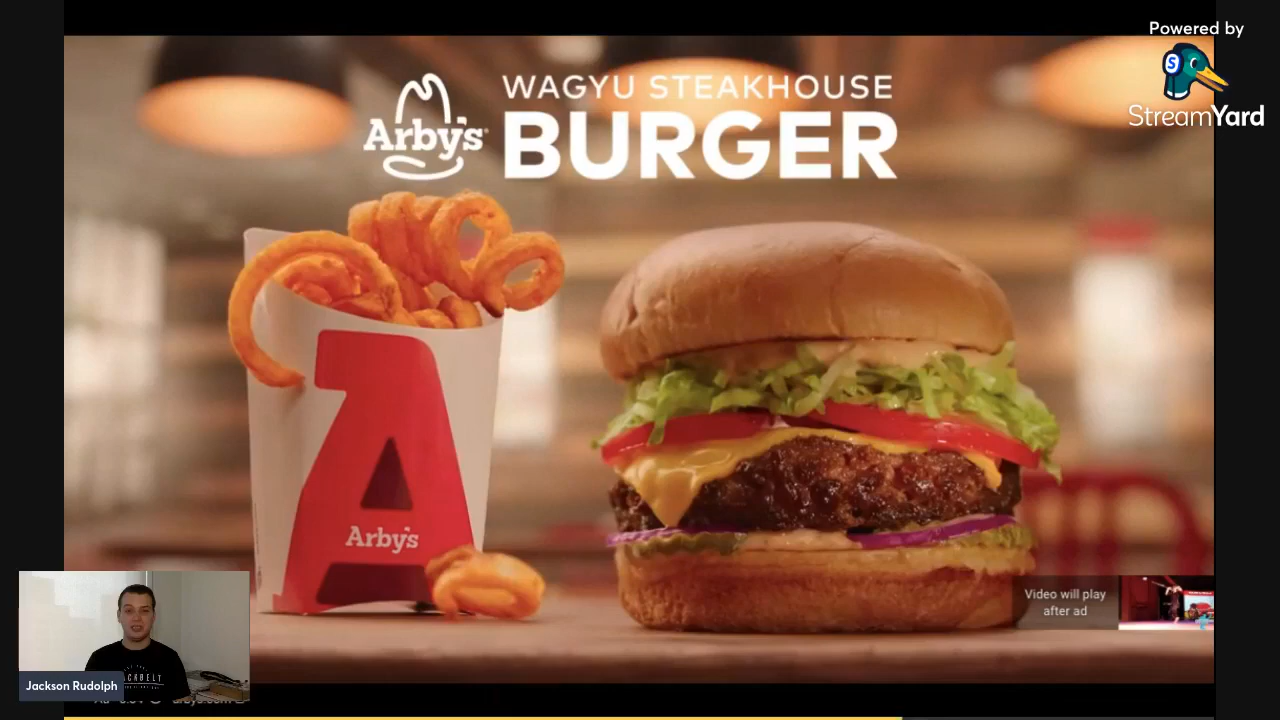 Powered by
StreamYard
Arby's
WAGYU STEAKHOUSE
BURGER
Arby's
Video will play
after ad
Jackson Rudolph